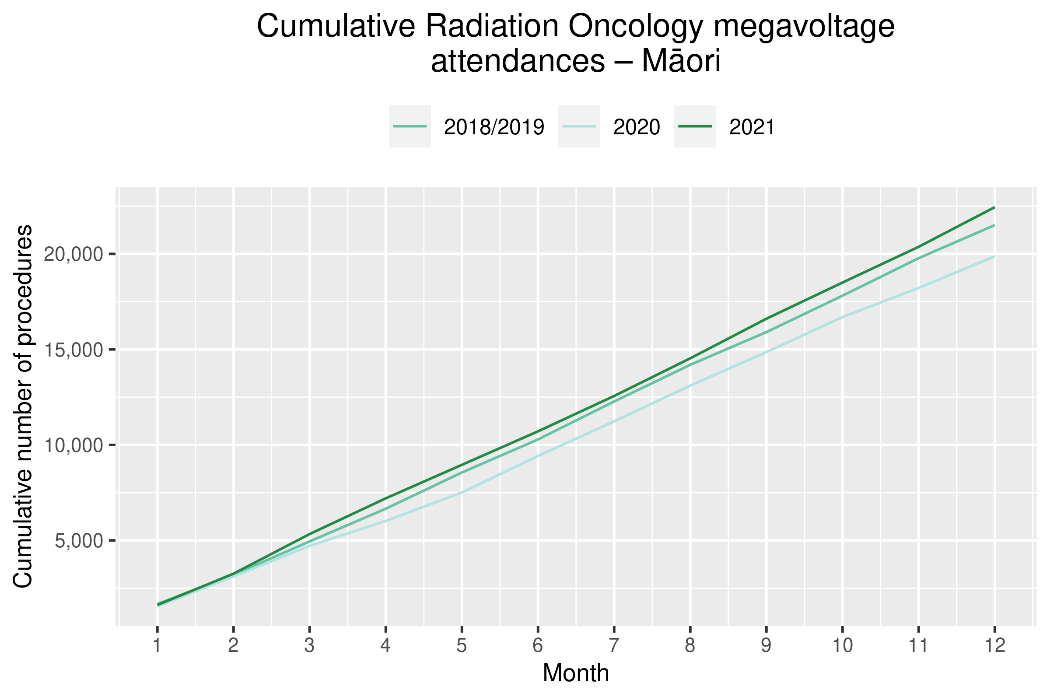 Cumulative Radiation Oncology megavoltage
attendances – Māori
2018/2019 2020 2021
Cumulative number of procedures
20,000
15,000
10,000
5,000
1 2 3 4 5 6 7 8 9 10 11 12
Month